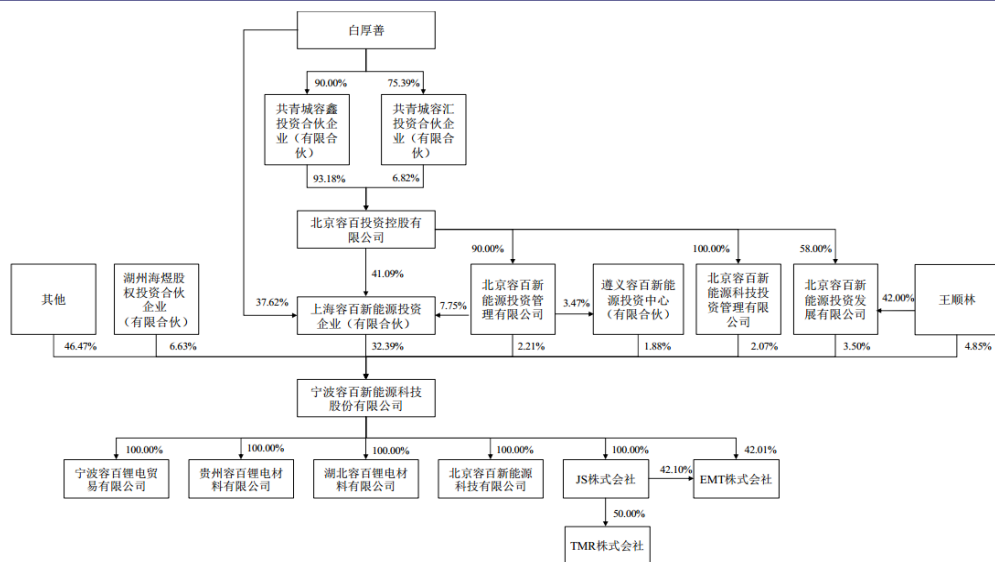 白厚善
90.00%
75.39%
共青城容鑫
投资合伙企
业（有限合
伙）
共青城容汇
投资合伙企
业（有限合
伙）
93.18%
6.82%
北京容百投资控股有
限公司
90.00%
100.00%
58.00%
41.09%
其他
湖州海煜股
权投资合伙
企业
（有限合伙）
37.62%
上海容百新能源投资
企业（有限合伙）
7.75%
北京容百新
能源投资管
理有限公司
3.47%
遵义容百新能
源投资中心
（有限合伙）
北京容百新
能源科技投
资管理有限
公司
北京容百新
能源投资发
展有限公司
42.00%
王顺林
46.47%
6.63%
32.39%
2.21%
1.88%
2.07%
3.50%
4.85%
宁波容百新能源科技
股份有限公司
100.00%
100.00%
100.00%
100.00%
100.00%
42.01%
宁波容百锂电贸
易有限公司
贵州容百锂电材
料有限公司
湖北容百锂电材
料有限公司
北京容百新能源
科技有限公司
JS株式会社
42.10%
EMT株式会社
50.00%
TMR株式会社